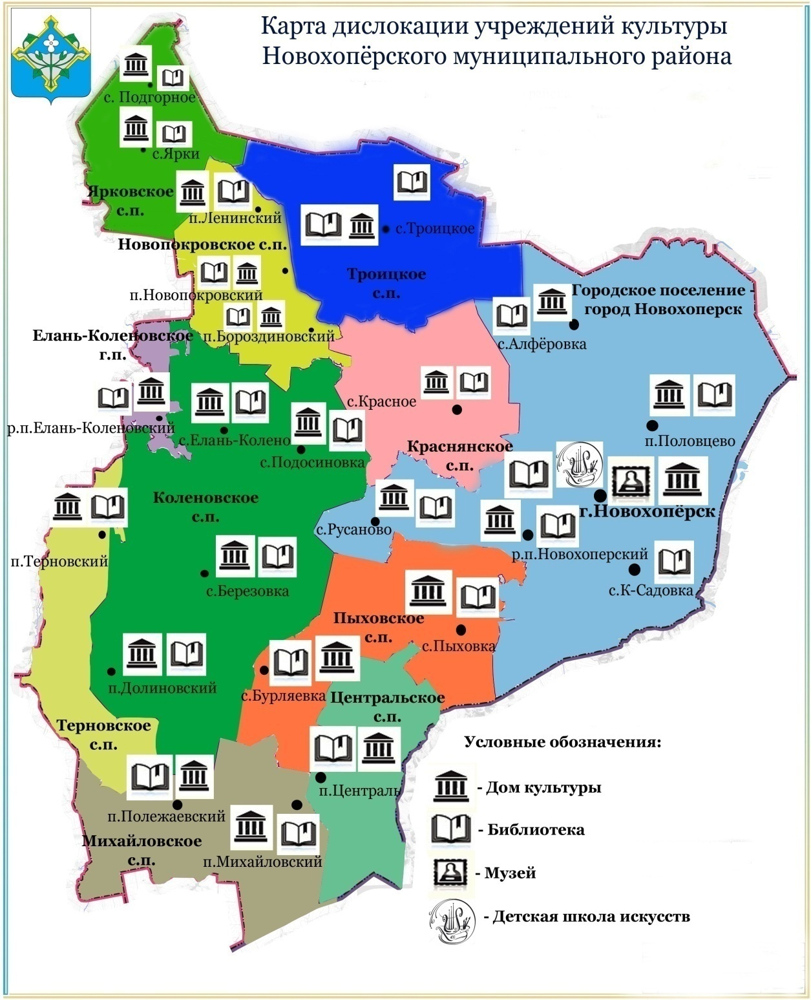 Карта дислокации учреждений культуры
Новохопёрского муниципального района
с. Подгорное
с.Ярки
Ярковское
с.п.
п.Ленинский
с.Троицкое
Новопокровское с.п.
Троицкое
с.п.
п.Новопокровский
Городское поселение -
город Новохоперск
с.Алфёровка
Елань-Коленовское
г.п.
п.Бороздиновский
с.Красное
р.п.Елань-Коленовский
с.Елань-Колено
с.Подосиновка
Краснянское
с.п.
п.Половцево
Коленовское
с.п.
г.Новохопёрск
с.Русаново
р.п.Новохоперский
п.Терновский
с.Березовка
с.К-Садовка
Пыховское
с.п.
с.Пыховка
п.Долиновский
с.Бурляевка
Центральское
с.п.
Терновское
с.п.
Условные обозначения:
п.Централь
- Дом культуры
п.Полежаевский
- Библиотека
Михайловское
с.п.
п.Михайловский
- Музей
- Детская школа искусств